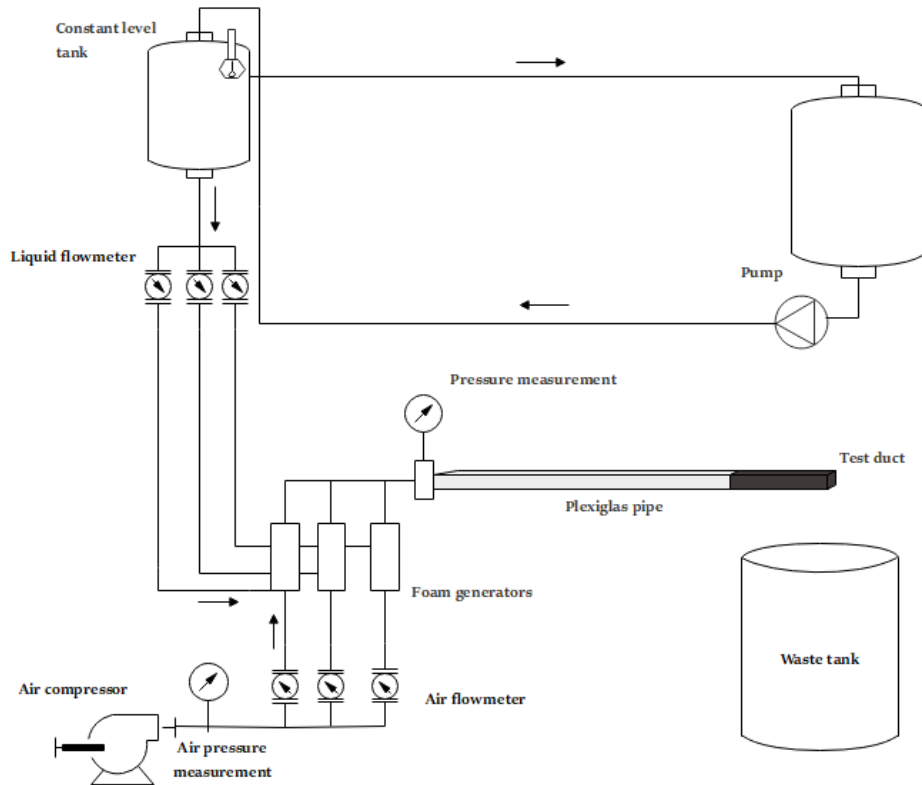 Constant level
tank
Liquid flowmeter
Pump
Pressure measurement
Test duct
Plexiglas pipe
Foam generators
Waste tank
Air compressor
Air flowmeter
Air pressure
measurement